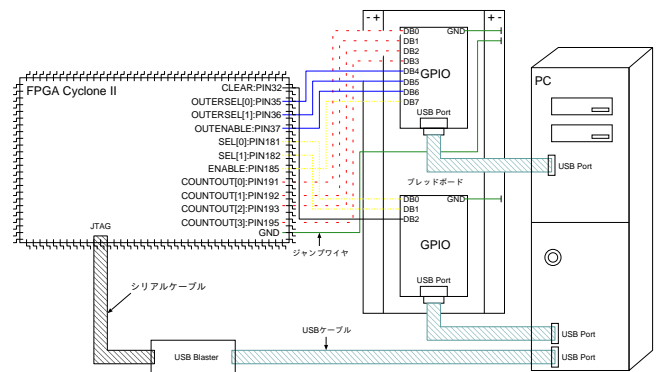 - +
+ -
DB0
DB1
DB2
DB3
DB4
DB5
DB6
DB7
GND
GPIO
USB Port
PC
USB Port
FPGA Cyclone II
CLEAR:PIN32
OUTERSEL[0]:PIN35
OUTERSEL[1]:PIN36
OUTENABLE:PIN37
SEL[0]:PIN181
SEL[1]:PIN182
ENABLE:PIN185
COUNTOUT[0]:PIN191
COUNTOUT[1]:PIN192
COUNTOUT[2]:PIN193
COUNTOUT[3]:PIN195
GND
JTAG
ブレッドボード
DB0
DB1
DB2
GND
GPIO
USB Port
ジャンプワイヤ
シリアルケーブル
USBケーブル
USB Blaster
USB Port
USB Port